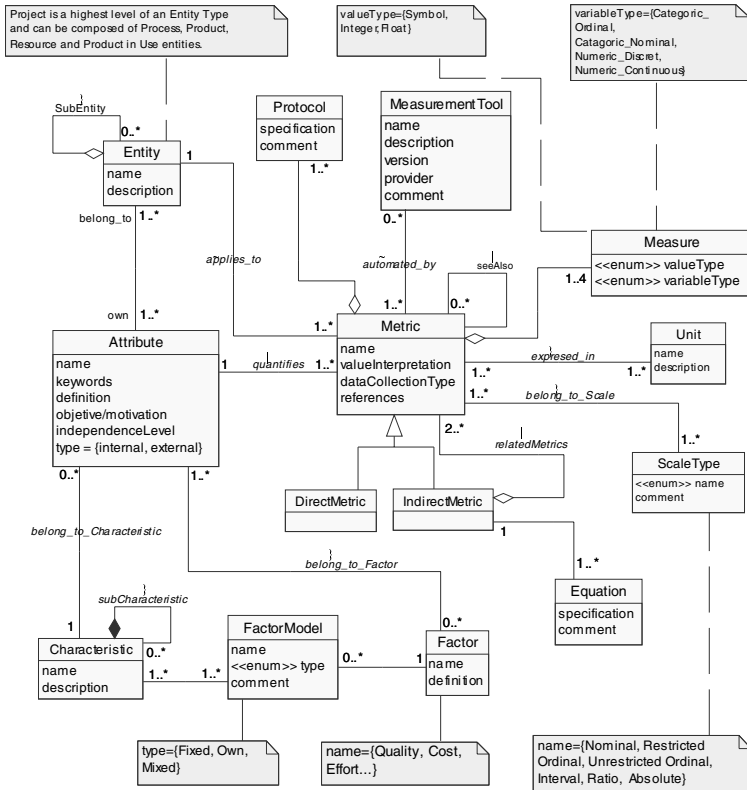 Project is a highest level of an Entity Type
and can be composed of Process, Product,
Resource and Product in Use entities.
valueType={Symbol,
Integer,Float}
variableType={Categoric_
Ordinal,
Catagoric_Nominal,
Numeric_Discret,
Numeric_Continuous}
SubEntity
0..*
Entity
name
description
1
Protocol
specification
comment
1..*
MeasurementTool
name
description
version
provider
comment
0..*
belong_to
1..*
applies_to
automated_by
seeAlso
Measure
<<enum>> valueType
<<enum>> variableType
1..4
own
1..*
1..*
1..*
0..*
Attribute
name
keywords
definition
objetive/motivation
independenceLevel
type = {internal, external}
1
quantifies
1..*
Metric
name
valueInterpretation
dataCollectionType
references
Unit
name
description
expresed_in
1..*
1..*
1..*
belong_to_Scale
1..*
2..*
relatedMetrics
ScaleType
<<enum>> name
comment
0..*
1..*
DirectMetric
IndirectMetric
1
1..*
belong_to_Characteristic
belong_to_Factor
Equation
specification
comment
subCharacteristic
1
0..*
Characteristic
name
description
1..*
1..*
FactorModel
name
<<enum>> type
comment
0..*
1
0..*
Factor
name
definition
type={Fixed, Own,
Mixed}
name={Quality, Cost,
Effort...}
name={Nominal, Restricted
Ordinal, Unrestricted Ordinal,
Interval, Ratio, Absolute}